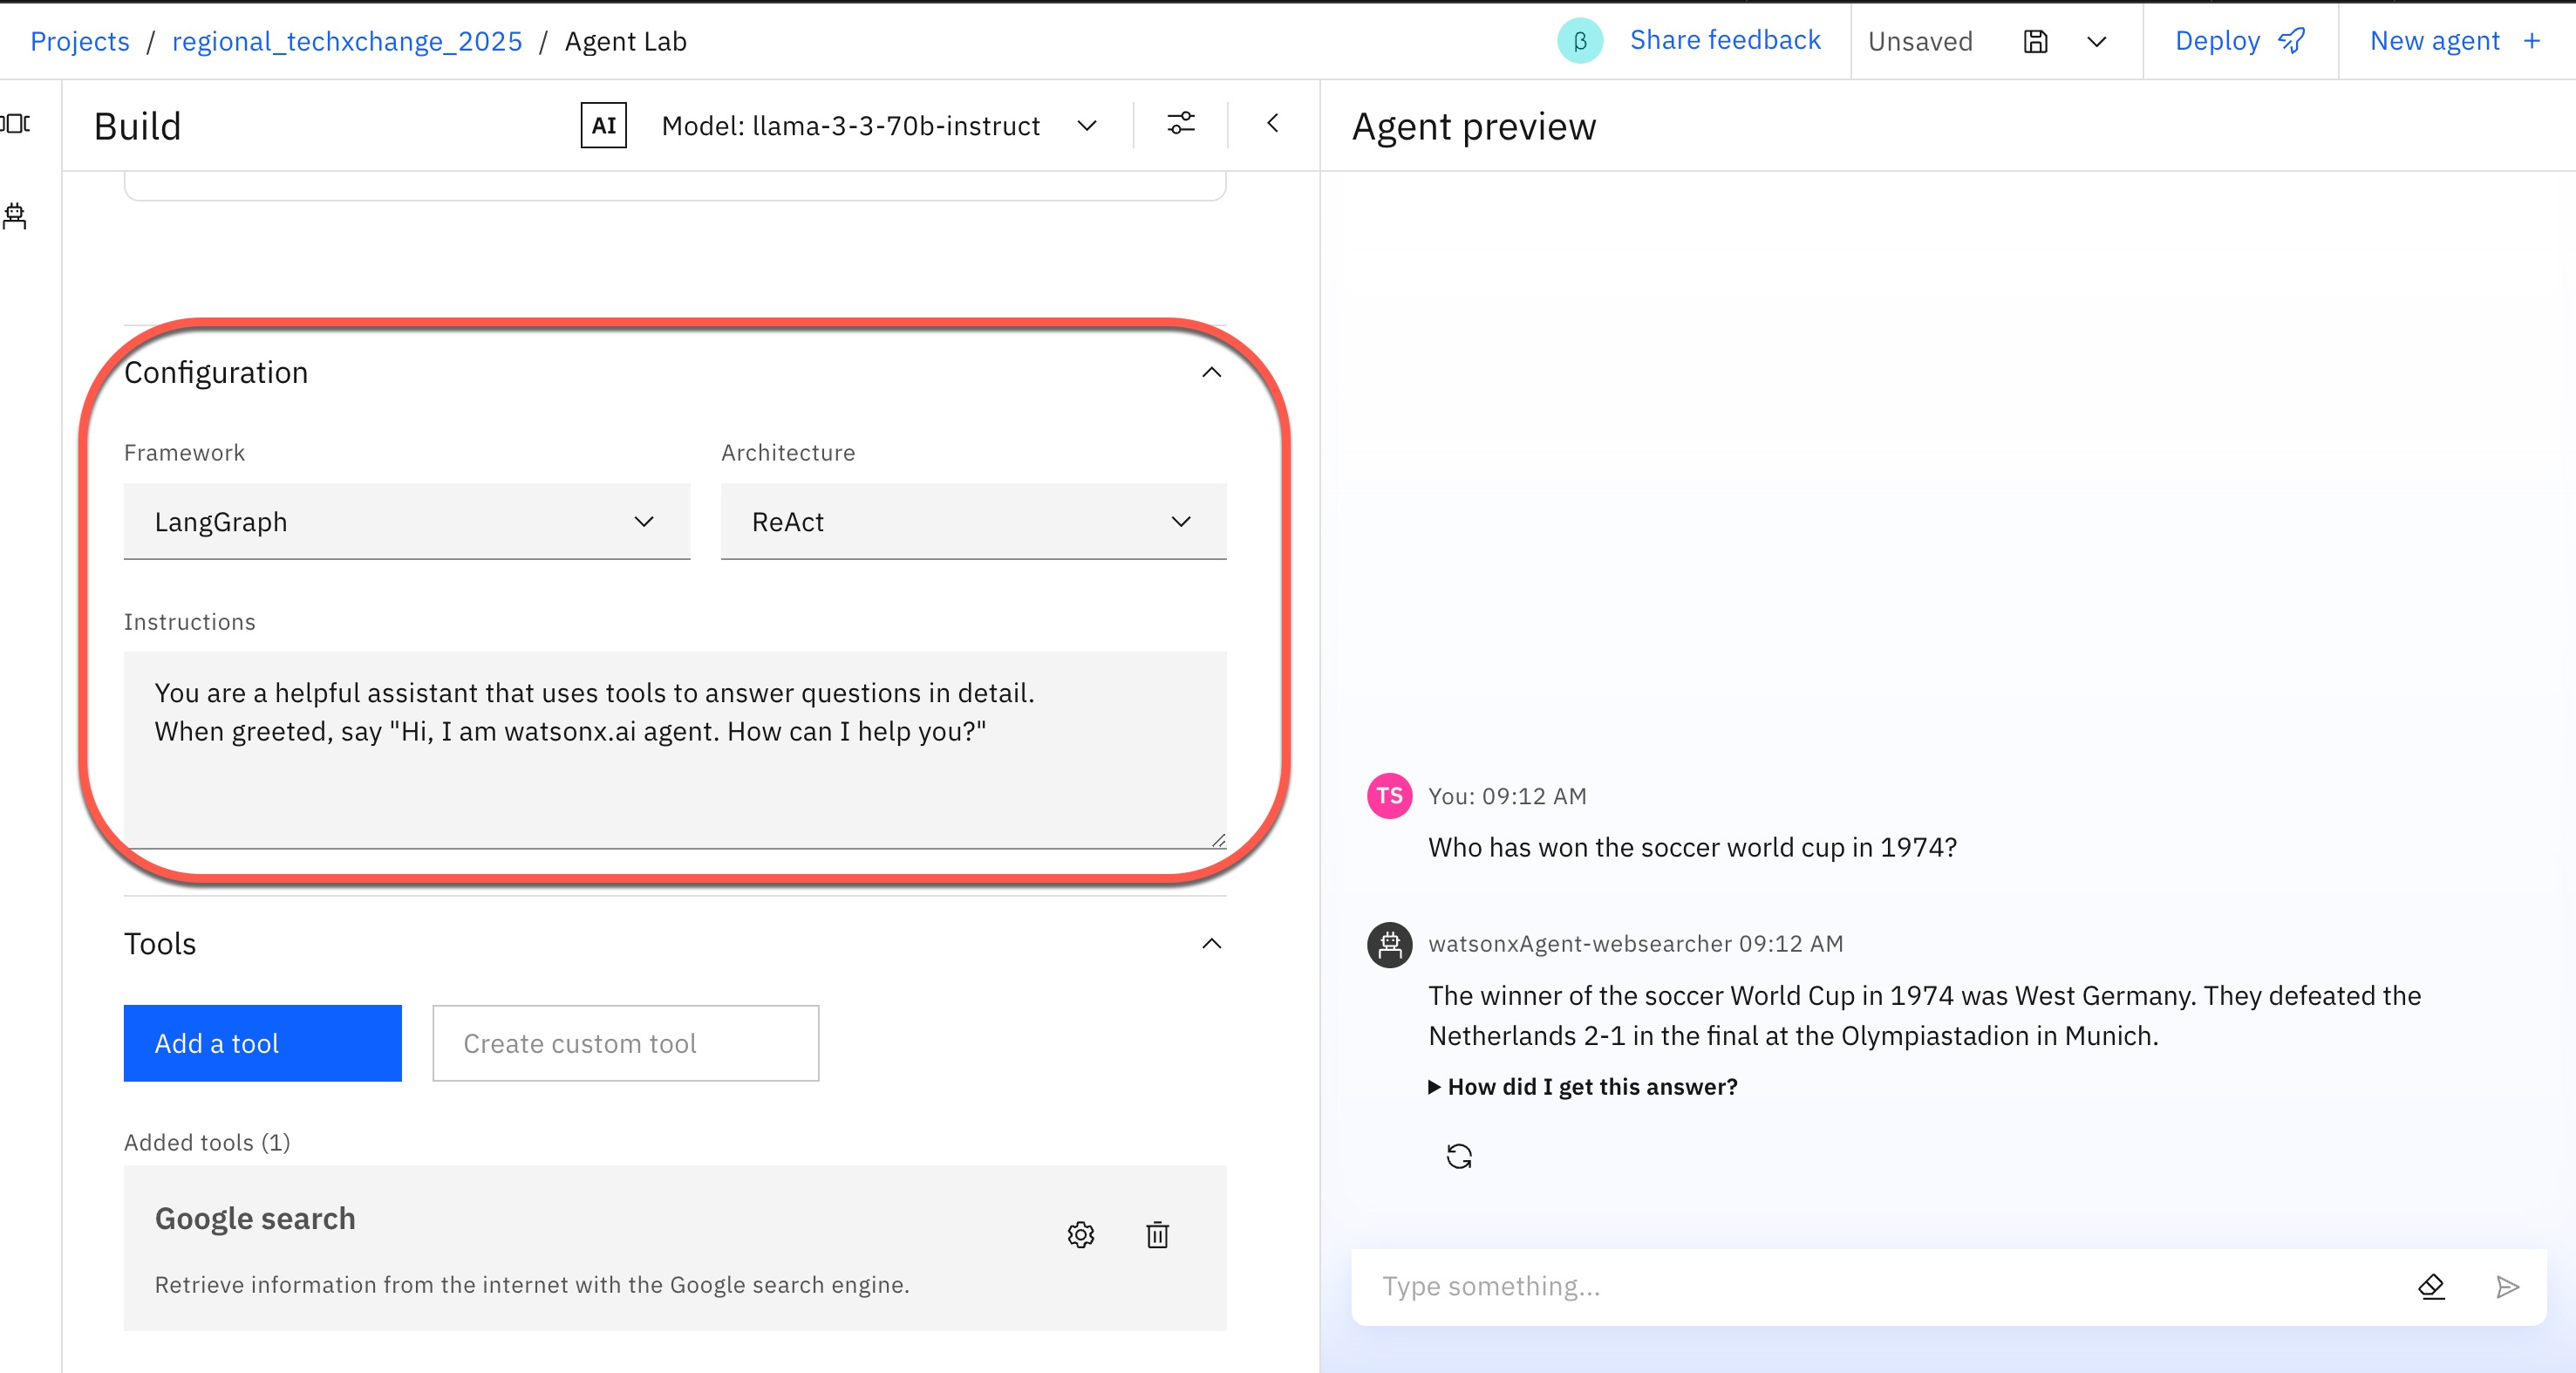 Projects / regional_techxchange_2025 / Agent Lab
β Share feedback
Unsaved
Deploy
New agent +
Build
AI Model: llama-3-3-70b-instruct
Configuration
Framework
Architecture
LangGraph
ReAct
Instructions
You are a helpful assistant that uses tools to answer questions in detail.
When greeted, say "Hi, I am watsonx.ai agent. How can I help you?"
Tools
Add a tool
Create custom tool
Added tools (1)
Google search
Retrieve information from the internet with the Google search engine.
Agent preview
TS You: 09:12 AM
Who has won the soccer world cup in 1974?
watsonxAgent-websearcher 09:12 AM
The winner of the soccer World Cup in 1974 was West Germany. They defeated the
Netherlands 2-1 in the final at the Olympiastadion in Munich.
How did I get this answer?
Type something...